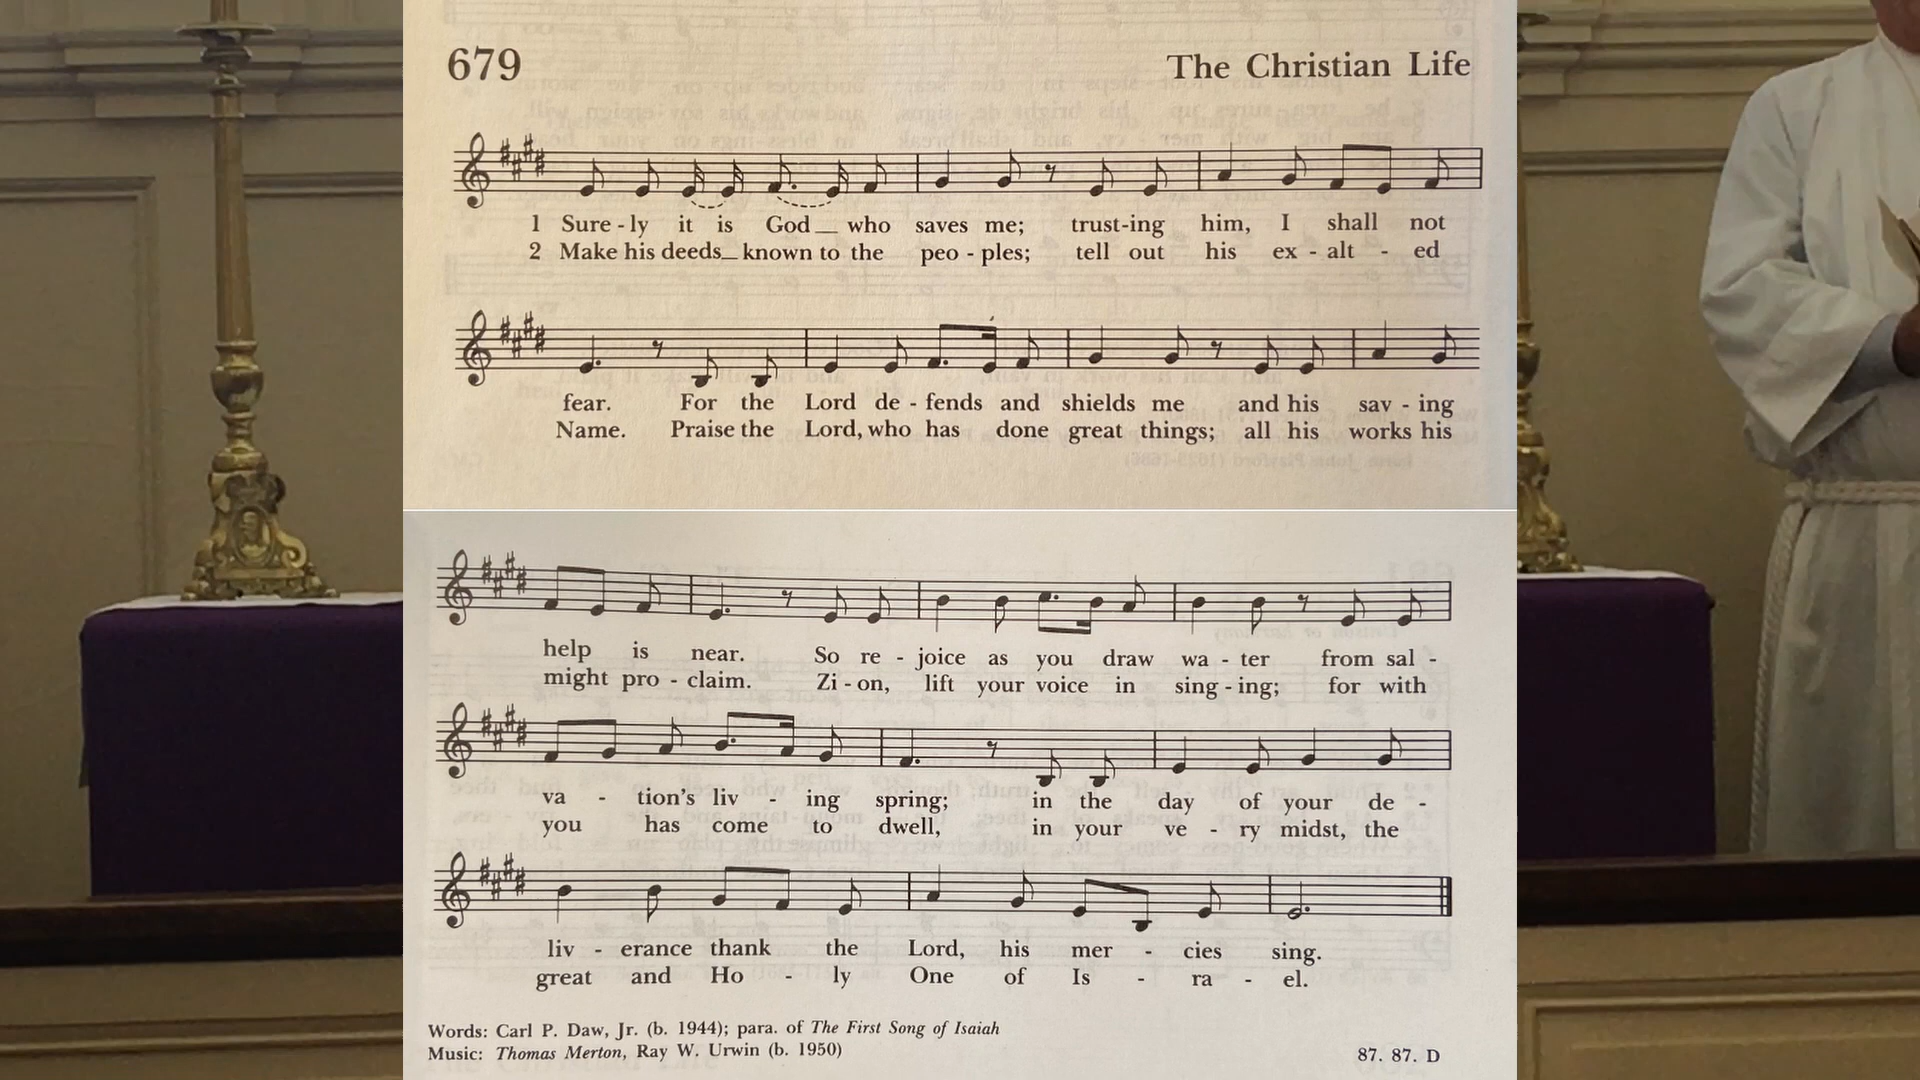 679 The Christian Life
1 Sure - ly it is God who saves me; trust-ing him, I shall not
2 Make his deeds known to the peo - ples; tell out his ex - alt - ed
fear. For the Lord de - fends and shields me and his sav - ing
Name. Praise the Lord, who has done great things; all his works his
help is near. So re - joice as you draw wa - ter from sal -
might pro - claim. Zi - on, lift your voice in sing - ing; for with
va - tion's liv - ing spring; in the day of your de -
you has come to dwell, in your ve - ry midst, the
liv - erance thank the Lord, his mer - cies sing.
great and Ho - ly One of Is - ra - el.
Words: Carl P. Daw, Jr. (b. 1944); para. of The First Song of Isaiah
Music: Thomas Merton, Ray W. Urwin (b. 1950) 87. 87. D